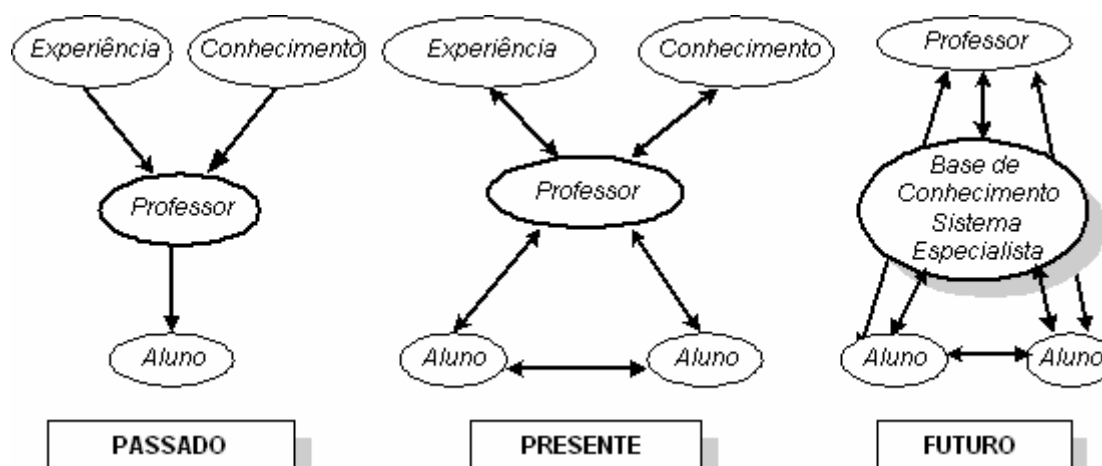 Experiência
Conhecimento
Professor
Aluno
PASSADO
Experiência
Conhecimento
Professor
Aluno
Aluno
PRESENTE
Professor
Base de
Conhecimento
Sistema
Especialista
Aluno
Aluno
FUTURO